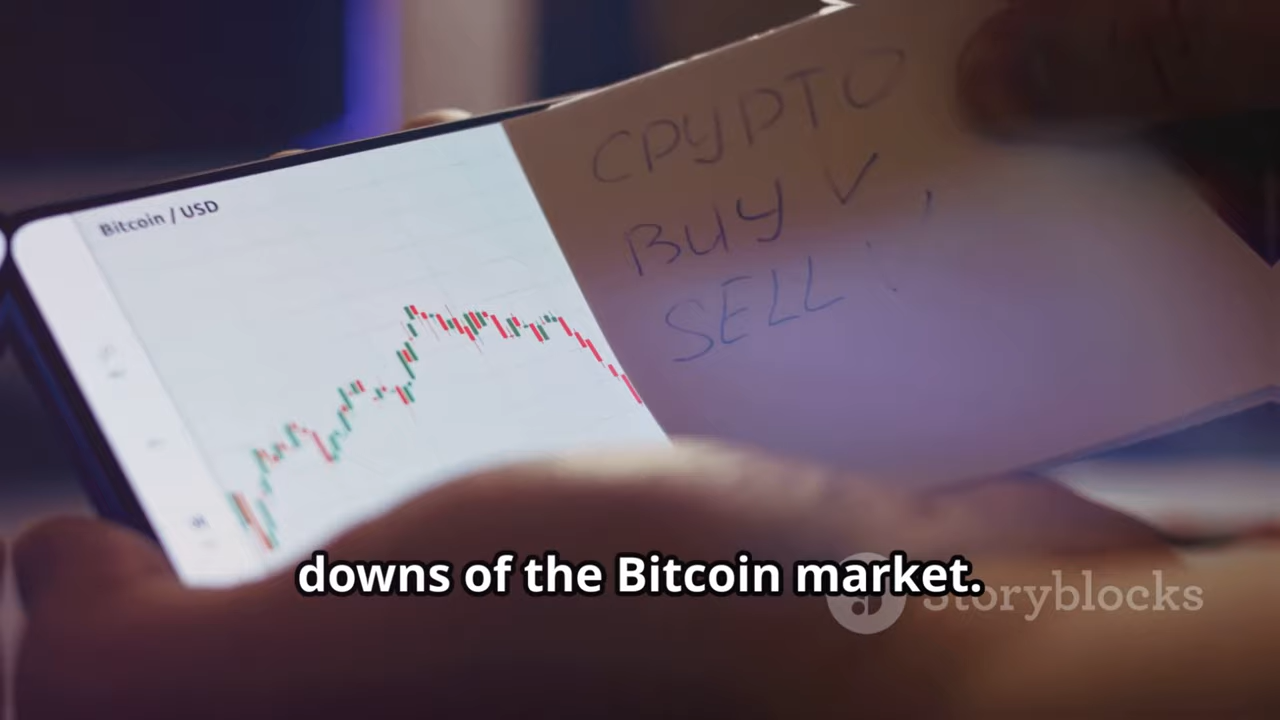 Bitcoin / USD
CPYPTO
BUY ✓
SELL !
downs of the Bitcoin market.
Storyblocks